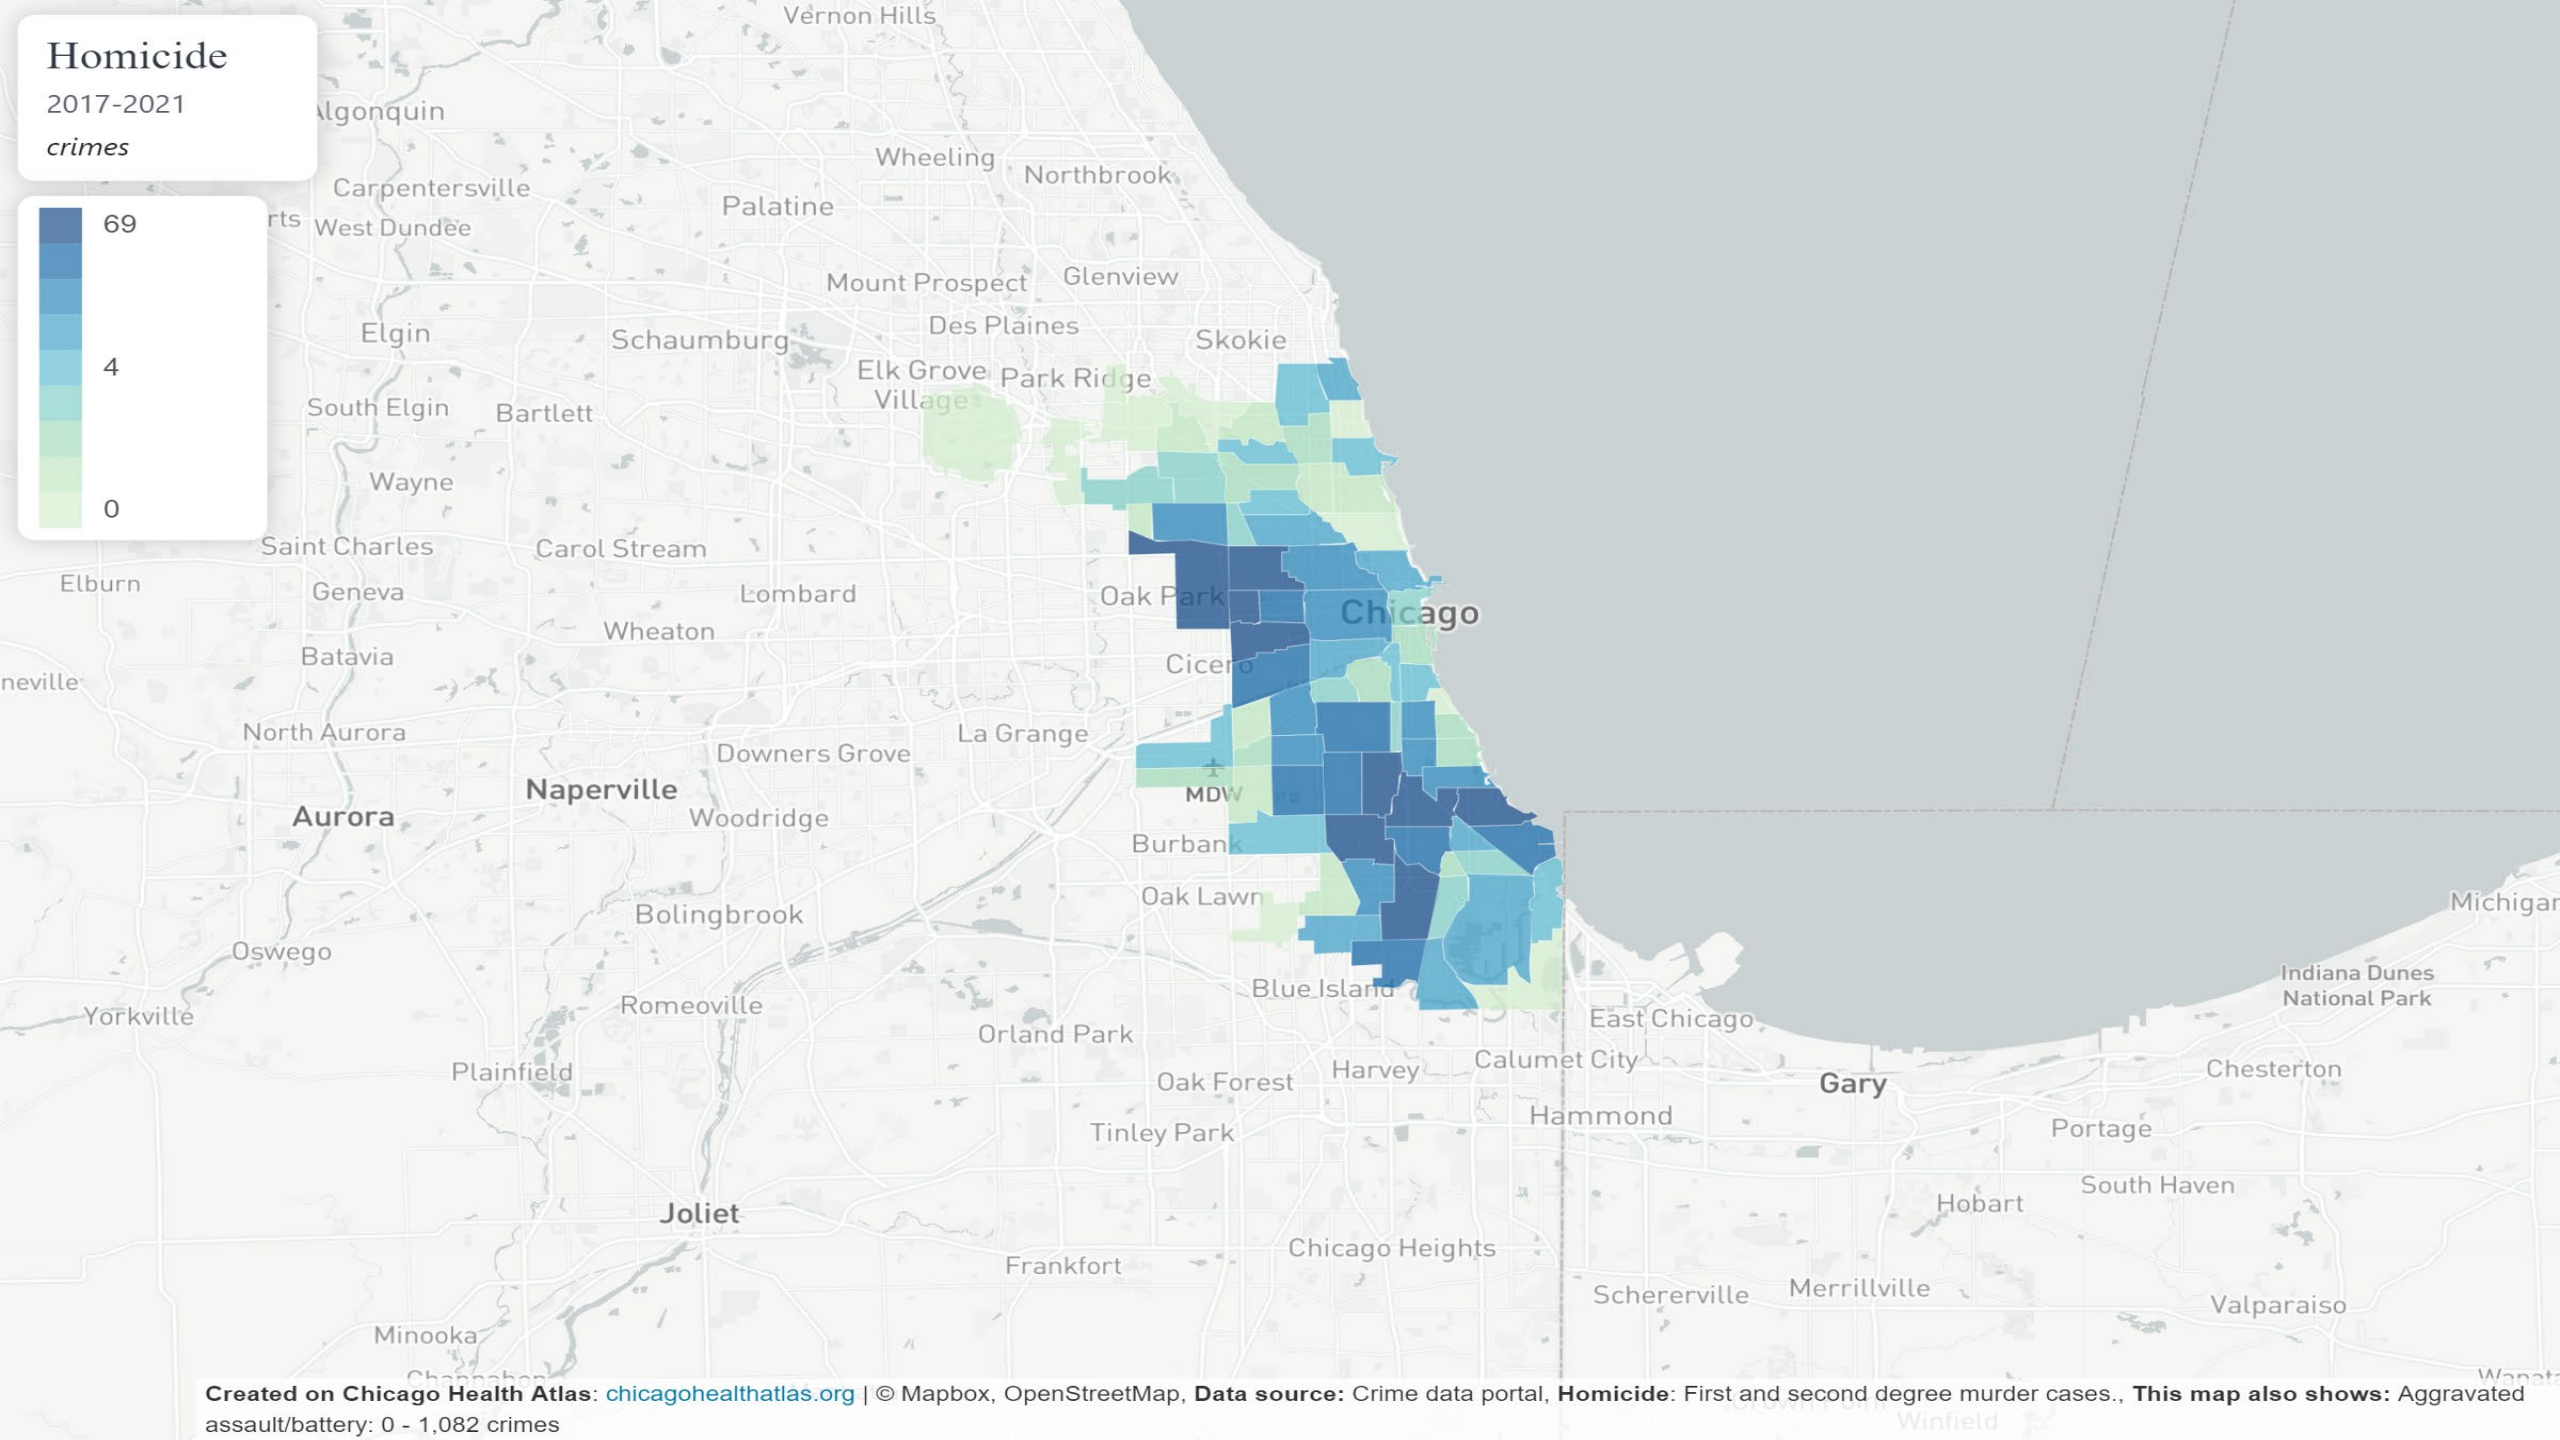 Homicide
2017-2021
crimes
69
4
0
Vernon Hills
Algonquin
Wheeling
Northbrook
Carpentersville
Palatine
rts
West Dundee
Mount Prospect
Glenview
Des Plaines
Elgin
Schaumburg
Skokie
Elk Grove
Village
Park Ridge
South Elgin
Bartlett
Wayne
Saint Charles
Carol Stream
Elburn
Geneva
Lombard
Oak Park
Chicago
Wheaton
Batavia
Cicero
neville
North Aurora
Downers Grove
La Grange
Naperville
MDW
Aurora
Woodridge
Burbank
Oak Lawn
Michigan
Bolingbrook
Oswego
Indiana Dunes
National Park
Blue Island
Yorkville
Romeoville
Orland Park
East Chicago
Plainfield
Oak Forest
Harvey
Calumet City
Gary
Chesterton
Hammond
Tinley Park
Portage
South Haven
Joliet
Hobart
Chicago Heights
Frankfort
Schererville
Merrillville
Valparaiso
Minooka
Channahon
Created on Chicago Health Atlas: chicagohealthatlas.org | © Mapbox, OpenStreetMap, Data source: Crime data portal, Homicide: First and second degree murder cases., This map also shows: Aggravated
assault/battery: 0 - 1,082 crimes
Crown Point
Winfield